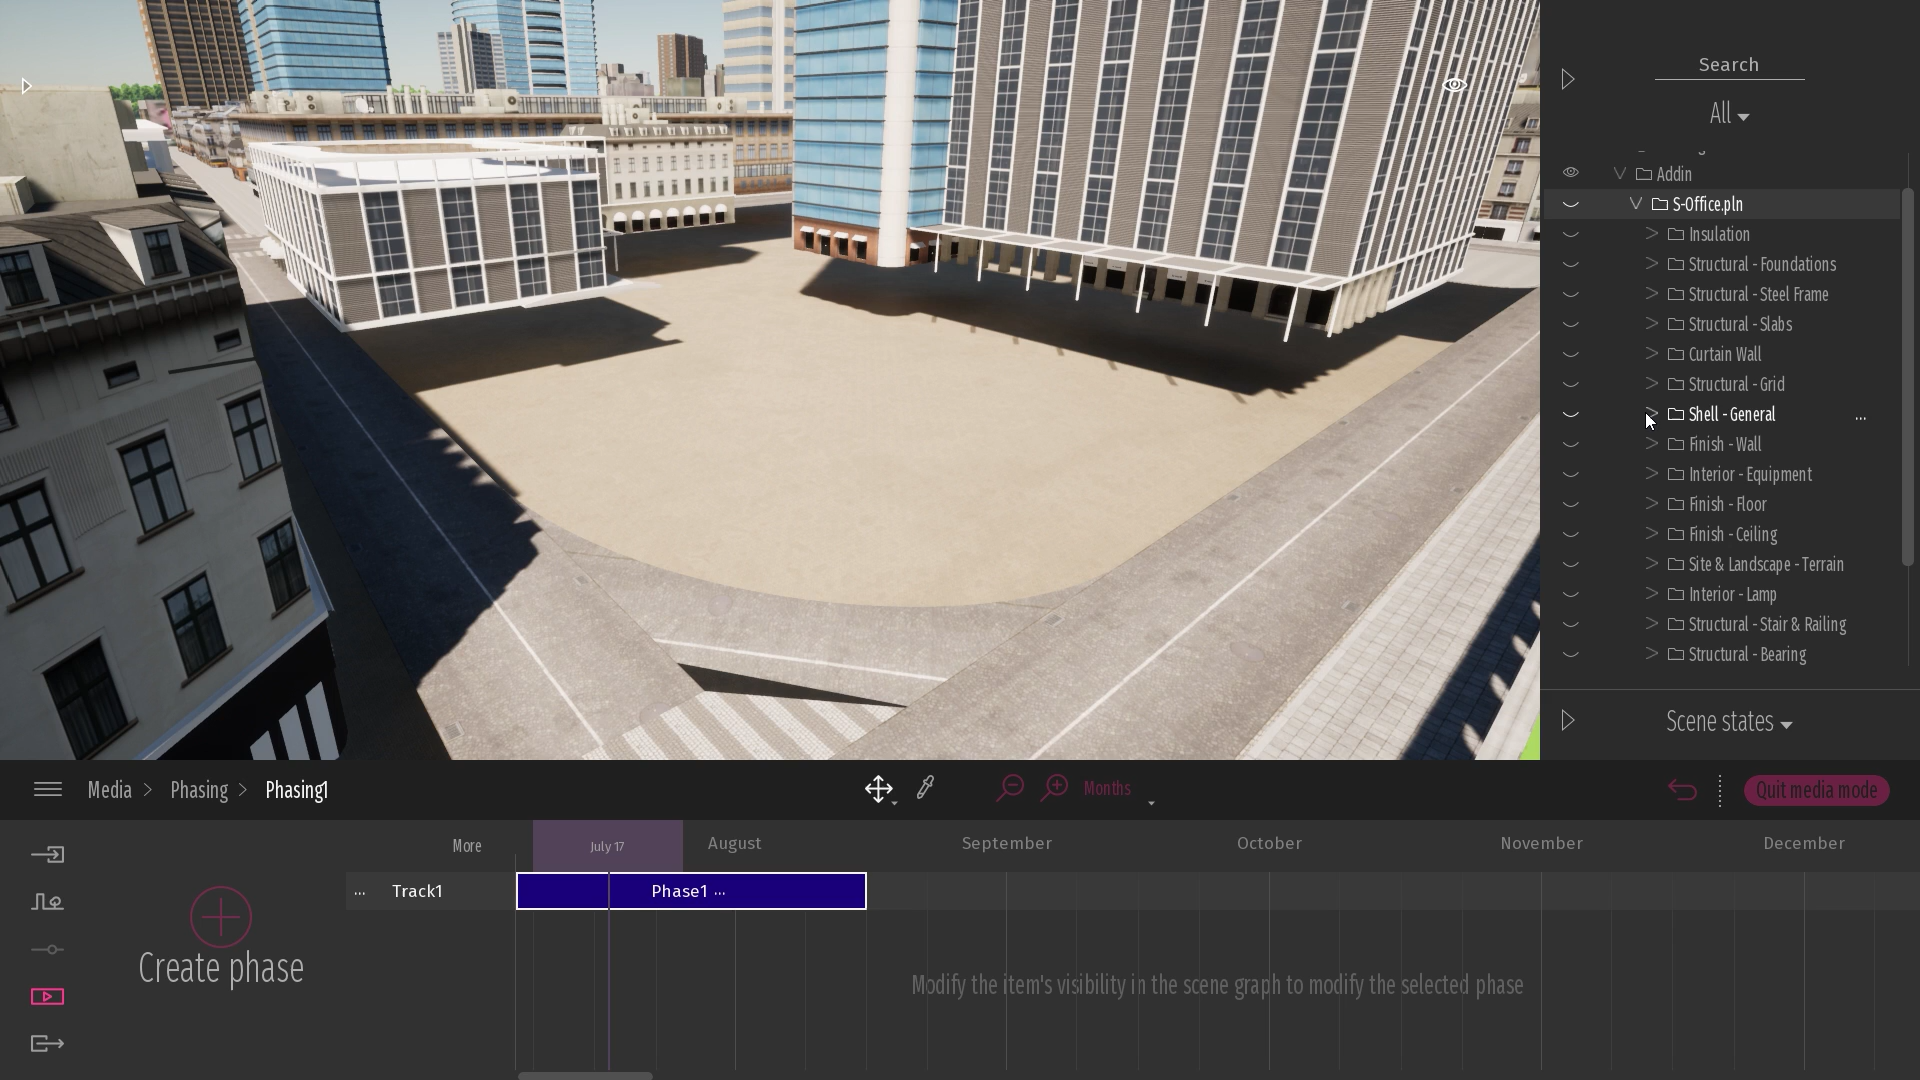 Search
All
Addin
S-Office.pln
Insulation
Structural - Foundations
Structural - Steel Frame
Structural - Slabs
Curtain Wall
Structural - Grid
Shell - General ...
Finish - Wall
Interior - Equipment
Finish - Floor
Finish - Ceiling
Site & Landscape - Terrain
Interior - Lamp
Structural - Stair & Railing
Structural - Bearing
Scene states
Media > Phasing > Phasing1
Months
Quit media mode
More
July 17
August
September
October
November
December
... Track1
Phase1 ...
Create phase
Modify the item's visibility in the scene graph to modify the selected phase